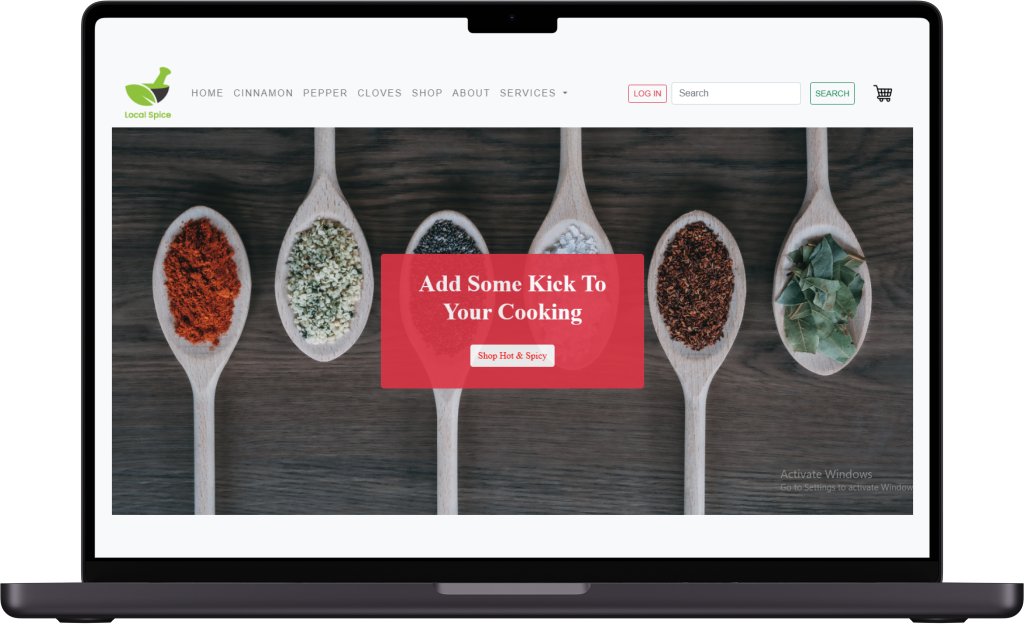 Local Spice
HOME CINNAMON PEPPER CLOVES SHOP ABOUT SERVICES
LOG IN
Search
SEARCH
Add Some Kick To
Your Cooking
Shop Hot & Spicy
Activate Windows
Go to Settings to activate Window